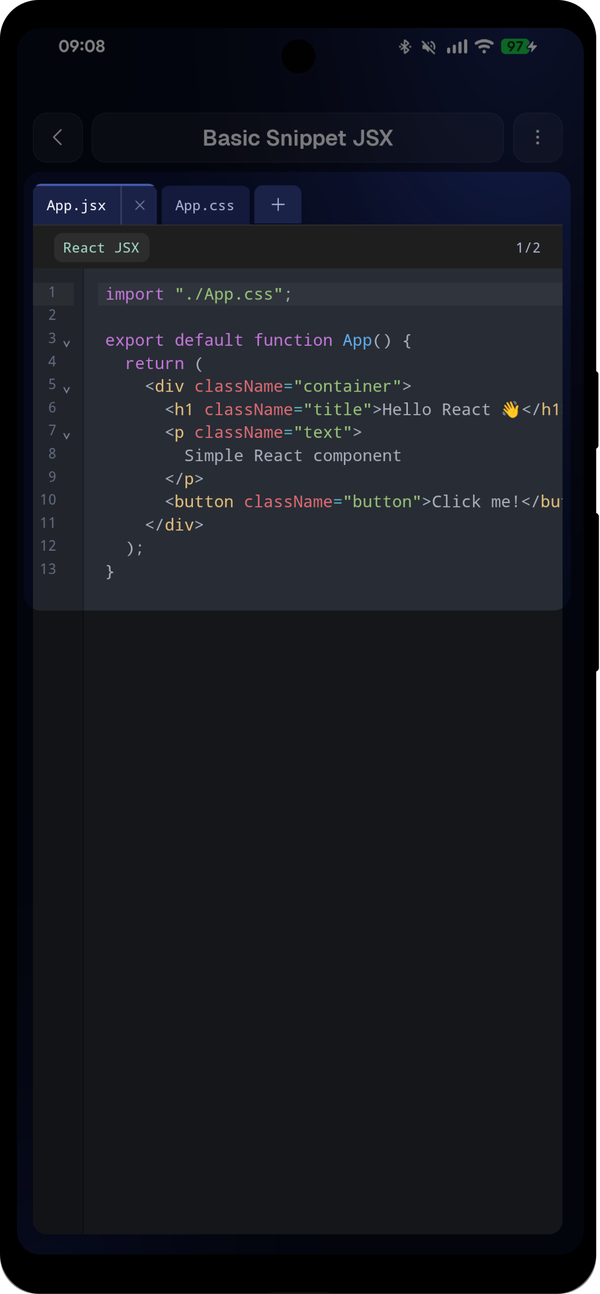 09:08 97
Basic Snippet JSX
App.jsx × App.css +
React JSX 1/2
1 import "./App.css";
2
3 export default function App() {
4   return (
5     <div className="container">
6       <h1 className="title">Hello React 👋</h1
7       <p className="text">
8         Simple React component
9       </p>
10       <button className="button">Click me!</bu
11     </div>
12   );
13 }